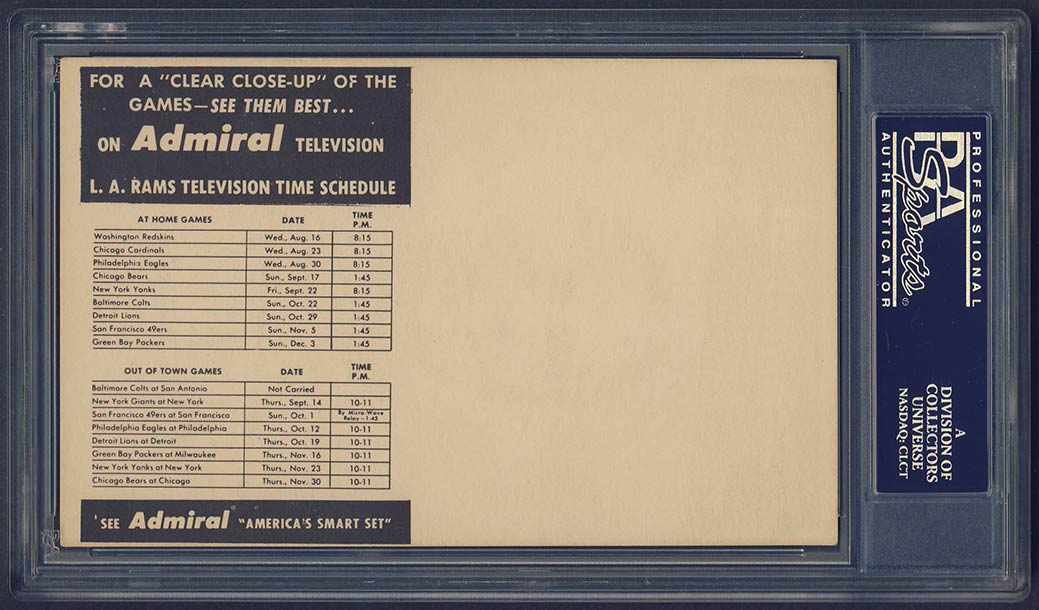 FOR A "CLEAR CLOSE-UP" OF THE
GAMES—SEE THEM BEST...
ON Admiral TELEVISION
L. A. RAMS TELEVISION TIME SCHEDULE
AT HOME GAMES DATE TIME P.M.
Washington Redskins Wed., Aug. 16 8:15
Chicago Cardinals Wed., Aug. 23 8:15
Philadelphia Eagles Wed., Aug. 30 8:15
Chicago Bears Sun., Sept. 17 1:45
New York Yanks Fri., Sept. 22 8:15
Baltimore Colts Sun., Oct. 22 1:45
Detroit Lions Sun., Oct. 29 1:45
San Francisco 49ers Sun., Nov. 5 1:45
Green Bay Packers Sun., Dec. 3 1:45
OUT OF TOWN GAMES DATE TIME P.M.
Baltimore Colts at San Antonio Not Carried
New York Giants at New York Thurs., Sept. 14 10-11
San Francisco 49ers at San Francisco Sun., Oct. 1 By Micro-Wave Relay—1:45
Philadelphia Eagles at Philadelphia Thurs., Oct. 12 10-11
Detroit Lions at Detroit Thurs., Oct. 19 10-11
Green Bay Packers at Milwaukee Thurs., Nov. 16 10-11
New York Yanks at New York Thurs., Nov. 23 10-11
Chicago Bears at Chicago Thurs., Nov. 30 10-11
SEE Admiral "AMERICA'S SMART SET"
PROFESSIONAL
PSA
Sports®
AUTHENTICATOR
A
DIVISION OF
COLLECTORS
UNIVERSE
NASDAQ: CLCT